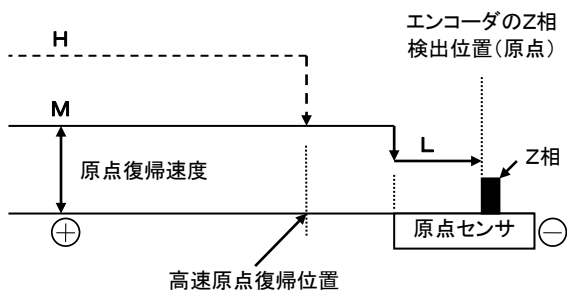 エンコーダのZ相
検出位置(原点)
H
M
L
Z相
原点復帰速度
原点センサ
+
−
高速原点復帰位置